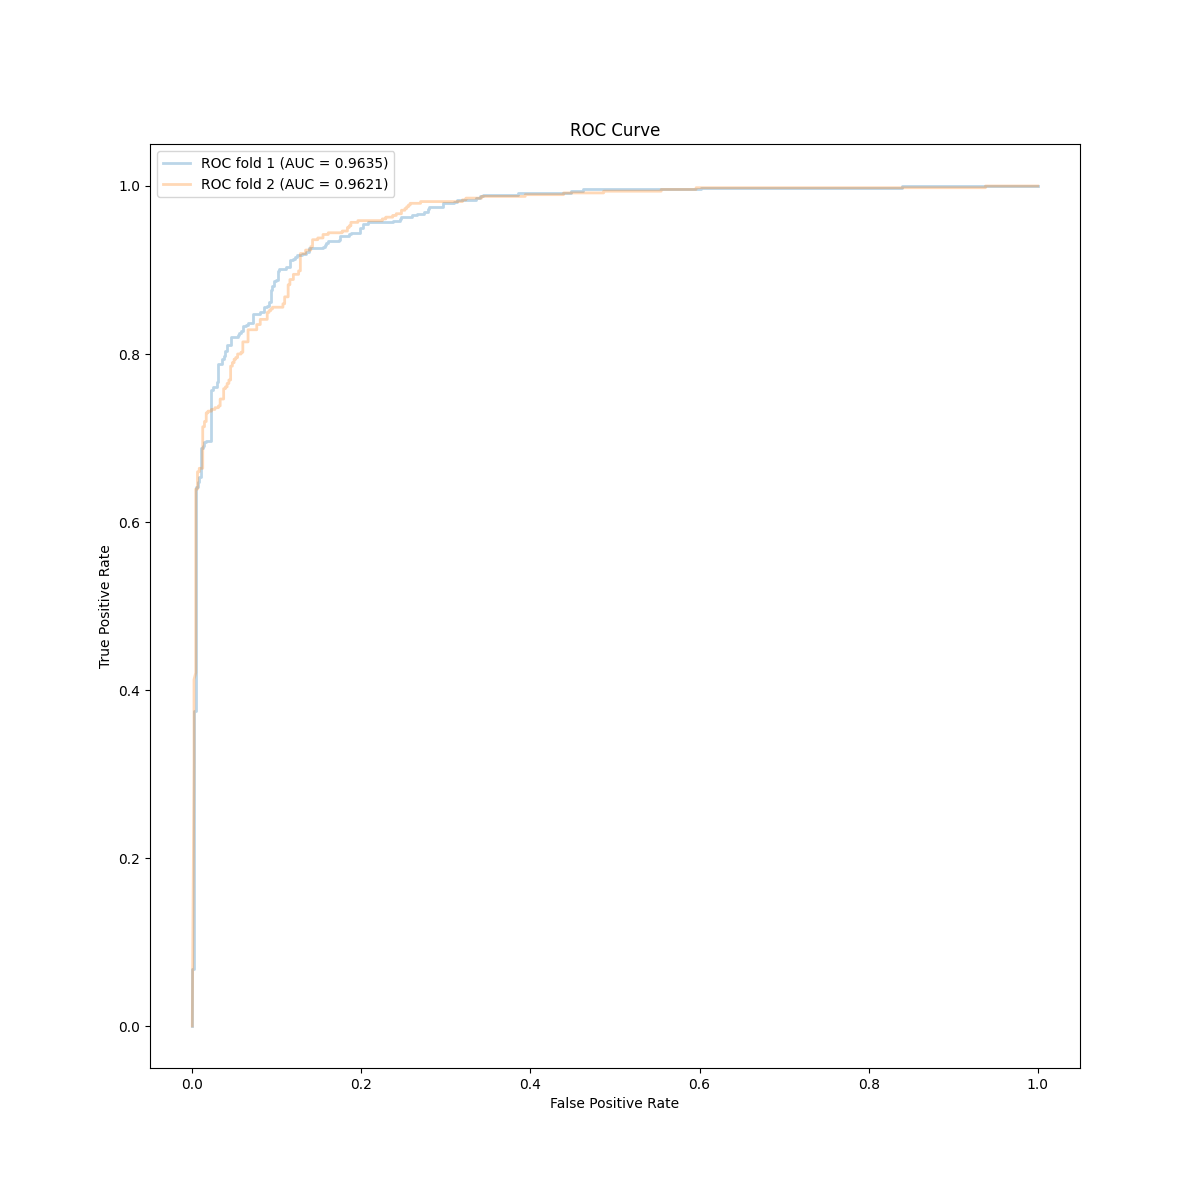 ROC Curve
ROC fold 1 (AUC = 0.9635)
ROC fold 2 (AUC = 0.9621)
1.0
0.8
0.6
0.4
0.2
0.0
True Positive Rate
0.0 0.2 0.4 0.6 0.8 1.0
False Positive Rate